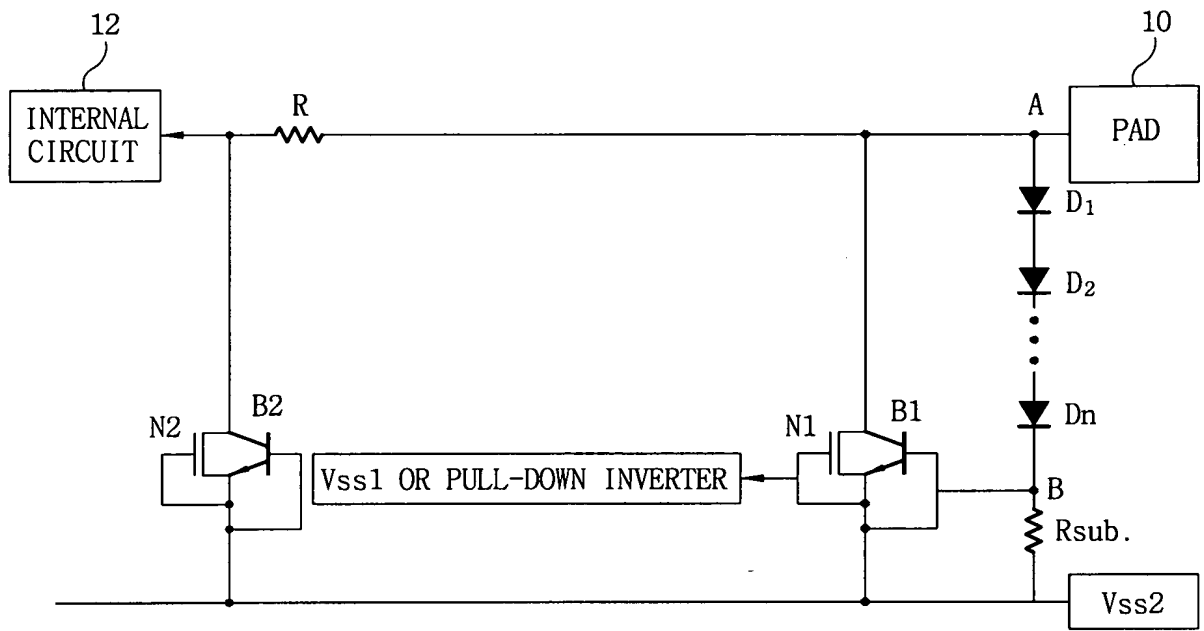 12
10
INTERNAL
CIRCUIT
R
A
PAD
D1
D2
Dn
N2
B2
N1
B1
Vss1 OR PULL-DOWN INVERTER
B
Rsub.
Vss2